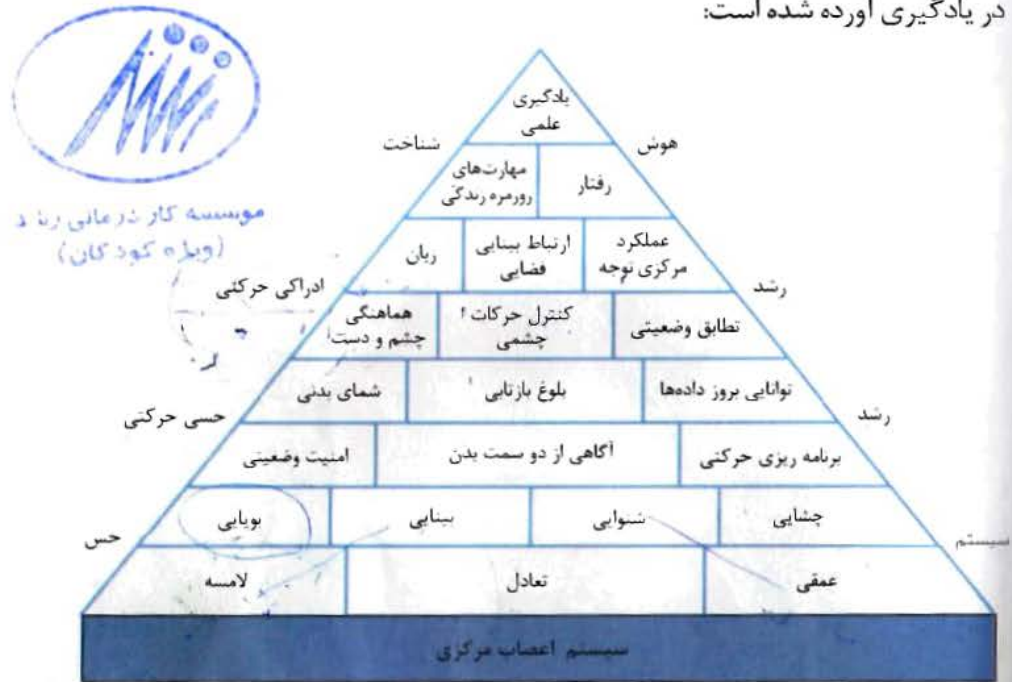 در یادگیری آورده شده است:
موسسه کار درمانی رشد
(ویژه کودکان)
یادگیری
علمی
شناخت
هوش
مهارت‌های
روزمره زندگی
رفتار
زبان
ارتباط بینایی
فضایی
عملکرد
مرکزی توجه
ادراکی حرکتی
رشد
هماهنگی
چشم و دست
کنترل حرکات
چشمی
تطابق وضعیتی
شمای بدنی
بلوغ بازتابی
توانایی بروز داده‌ها
حسی حرکتی
رشد
امنیت وضعیتی
آگاهی از دو سمت بدن
برنامه ریزی حرکتی
بویایی
بینایی
شنوایی
چشایی
حس
سیستم
لامسه
تعادل
عمقی
سیستم اعصاب مرکزی